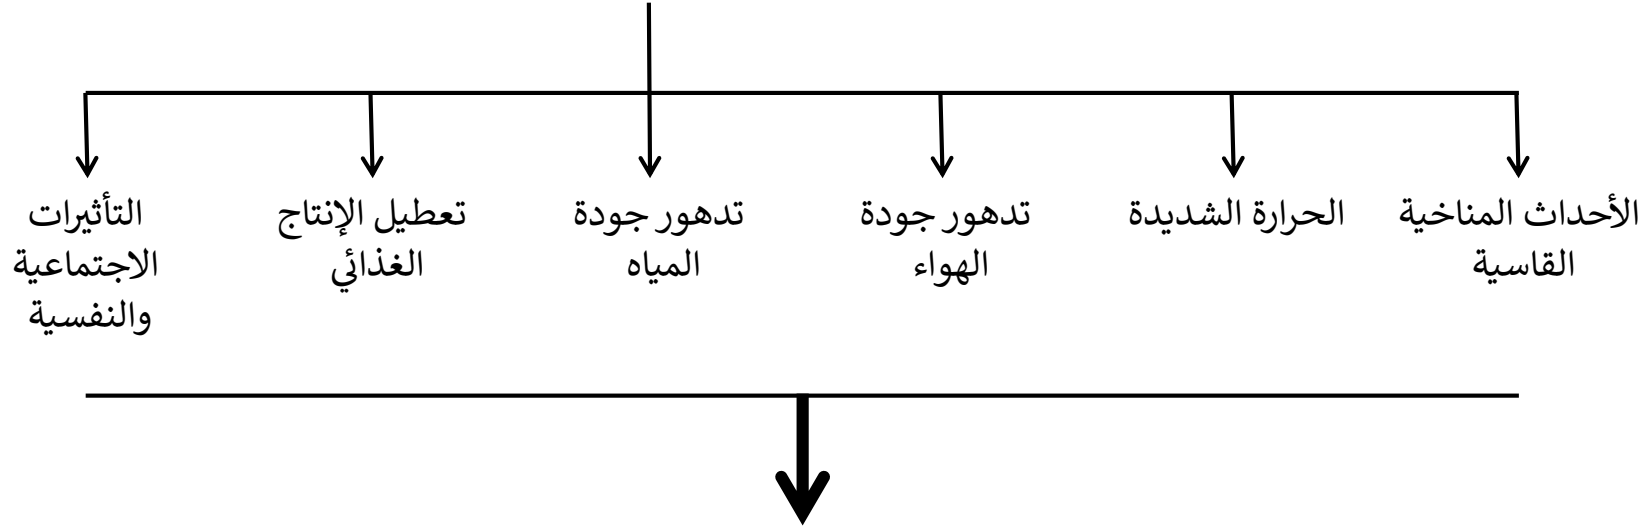 الأحداث المناخية
القاسية
الحرارة الشديدة
تدهور جودة
الهواء
تدهور جودة
المياه
تعطيل الإنتاج
الغذائي
التأثيرات
الاجتماعية
والنفسية